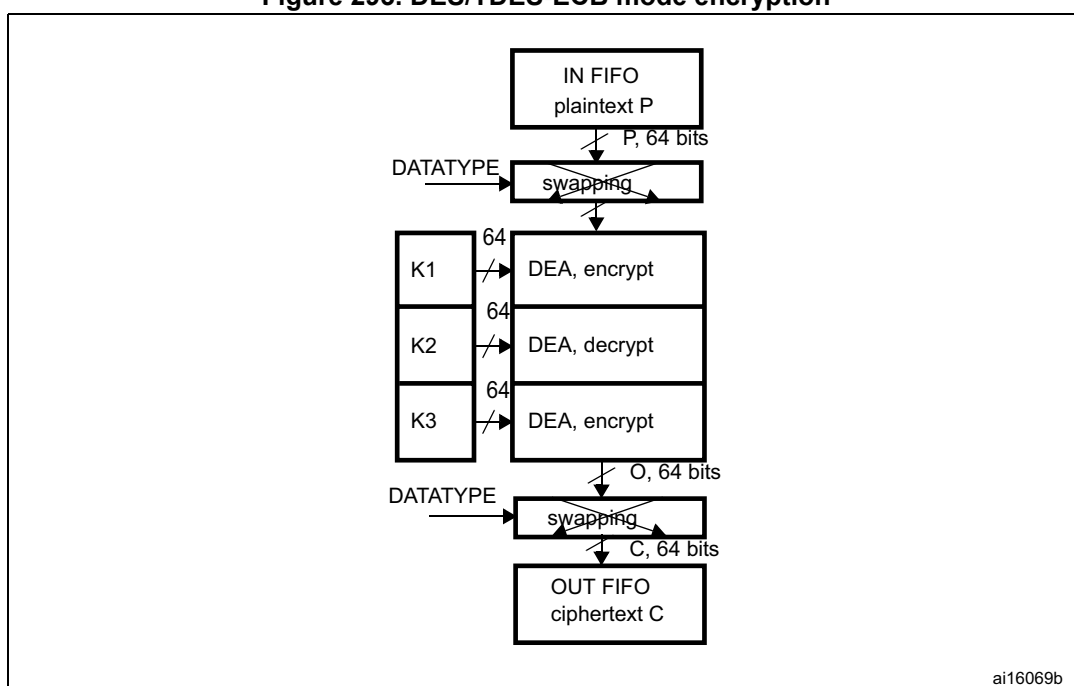 IN FIFO
plaintext P
P, 64 bits
DATATYPE
swapping
64
K1
DEA, encrypt
64
K2
DEA, decrypt
64
K3
DEA, encrypt
O, 64 bits
DATATYPE
swapping
C, 64 bits
OUT FIFO
ciphertext C
ai16069b